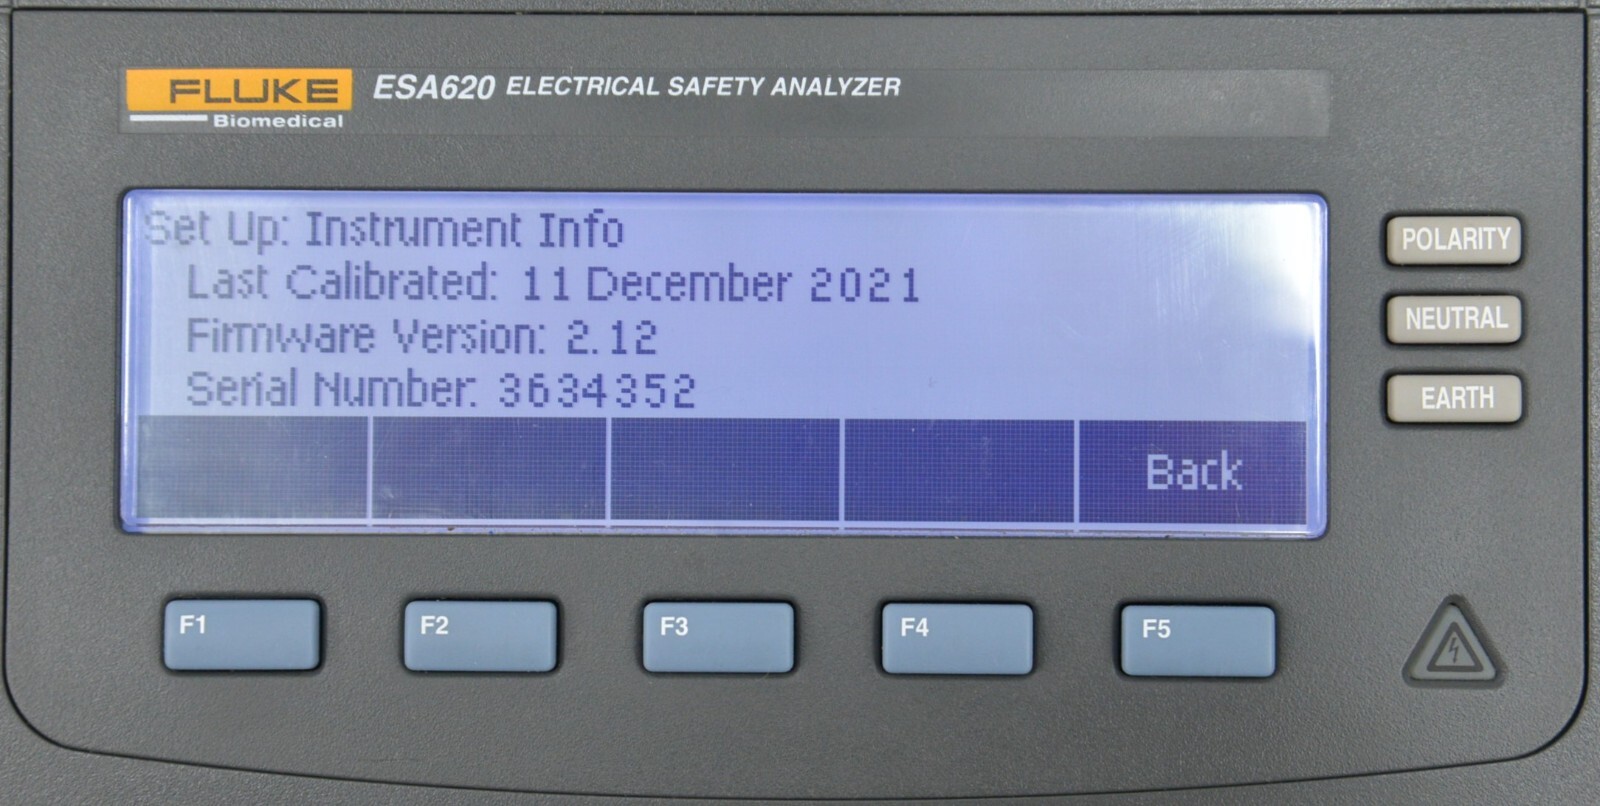 FLUKE
Biomedical
ESA620 ELECTRICAL SAFETY ANALYZER
Set Up: Instrument Info
Last Calibrated: 11 December 2021
Firmware Version: 2.12
Serial Number: 3634352
Back
POLARITY
NEUTRAL
EARTH
F1
F2
F3
F4
F5